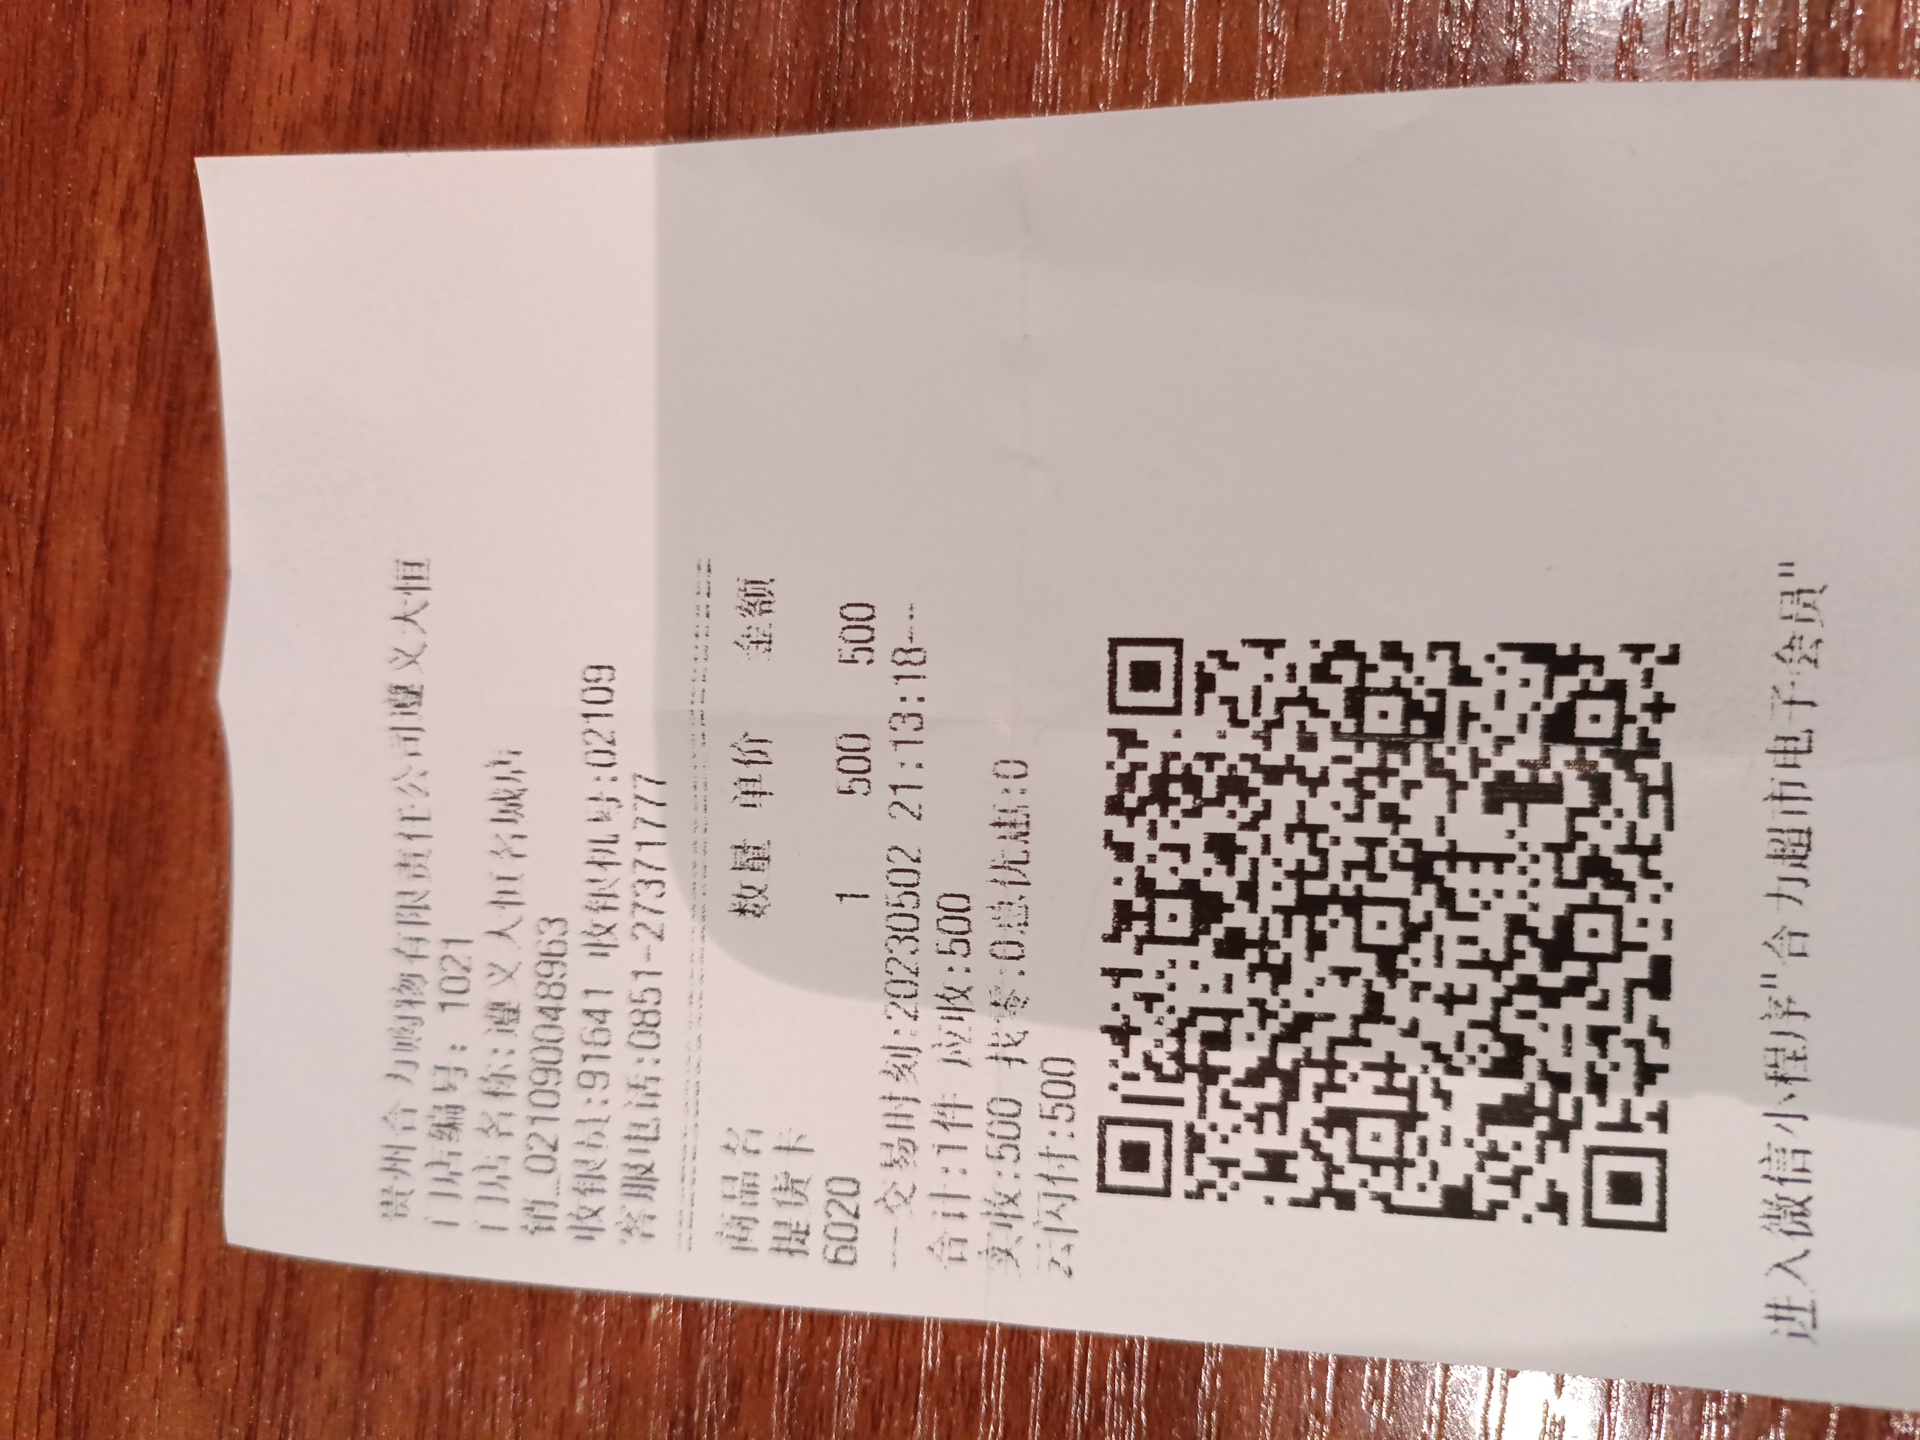 贵州合力购物有限责任公司遵义大恒
门店编号: 1021
门店名称:遵义大恒名城店
销_021090048963
收银员:91641 收银机号:02109
客服电话:0851-27371777
商品名 数量 单价 金额
提货卡
6020 1 500 500
--交易时刻:20230502 21:13:18---
合计:1件 应收:500
实收:500 找零:0总优惠:0
云闪付:500
进入微信小程序"合力超市电子会员"